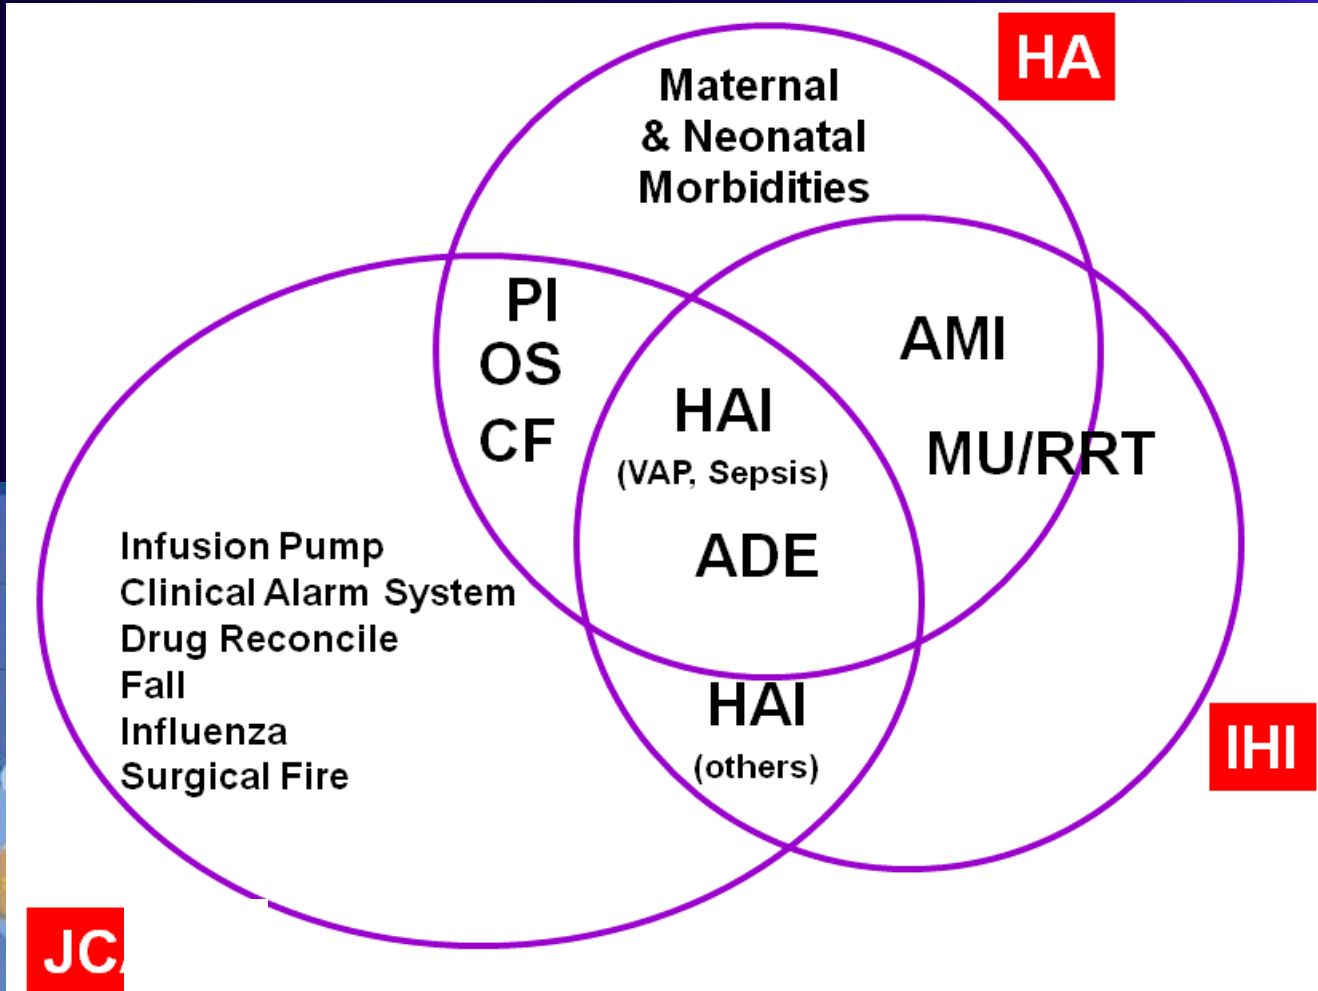 HA
Maternal
& Neonatal
Morbidities
PI
OS
CF
AMI
HAI
(VAP, Sepsis)
MU/RRT
ADE
Infusion Pump
Clinical Alarm System
Drug Reconcile
Fall
Influenza
Surgical Fire
HAI
(others)
IHI